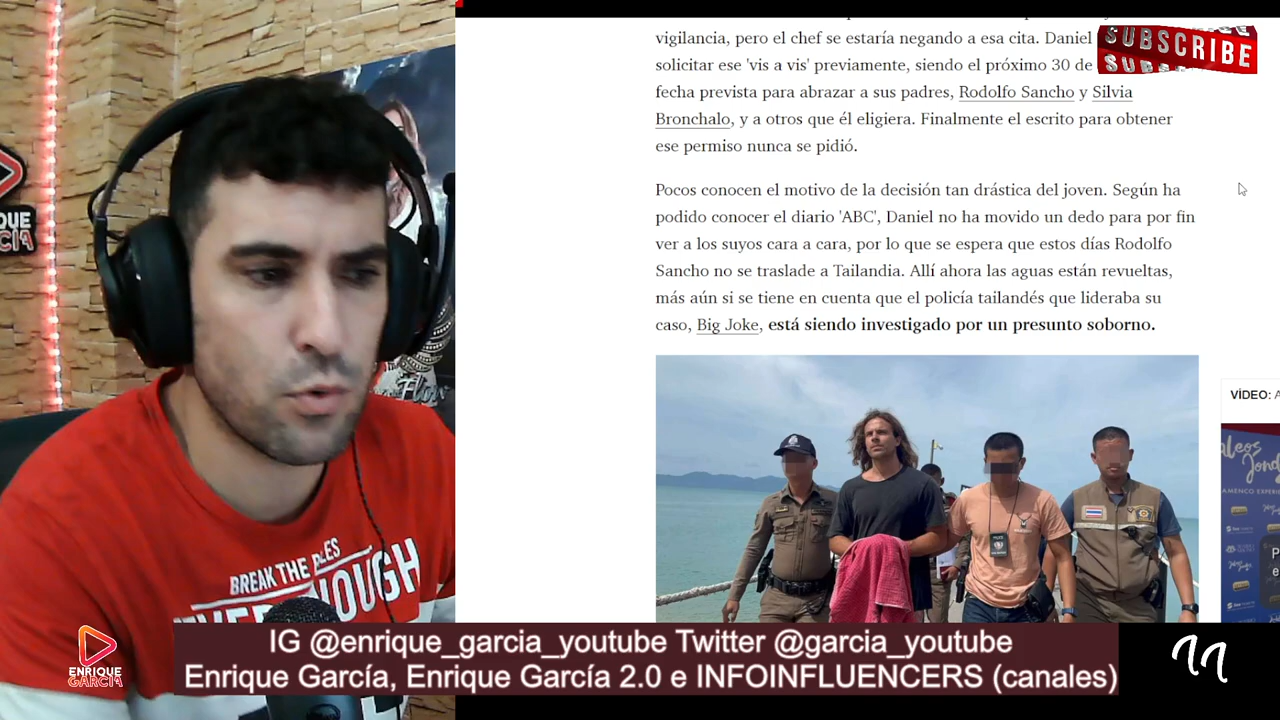 vigilancia, pero el chef se estaría negando a esa cita. Daniel
solicitar ese 'vis a vis' previamente, siendo el próximo 30 de
fecha prevista para abrazar a sus padres, Rodolfo Sancho y Silvia
Bronchalo, y a otros que él eligiera. Finalmente el escrito para obtener
ese permiso nunca se pidió.
Pocos conocen el motivo de la decisión tan drástica del joven. Según ha
podido conocer el diario 'ABC', Daniel no ha movido un dedo para por fin
ver a los suyos cara a cara, por lo que se espera que estos días Rodolfo
Sancho no se traslade a Tailandia. Allí ahora las aguas están revueltas,
más aún si se tiene en cuenta que el policía tailandés que lideraba su
caso, Big Joke, está siendo investigado por un presunto soborno.
SUBSCRIBE
VÍDEO: A
BREAK THE RULES
IG @enrique_garcia_youtube Twitter @garcia_youtube
Enrique García, Enrique García 2.0 e INFOINFLUENCERS (canales)
ENRIQUE
GARCÍA